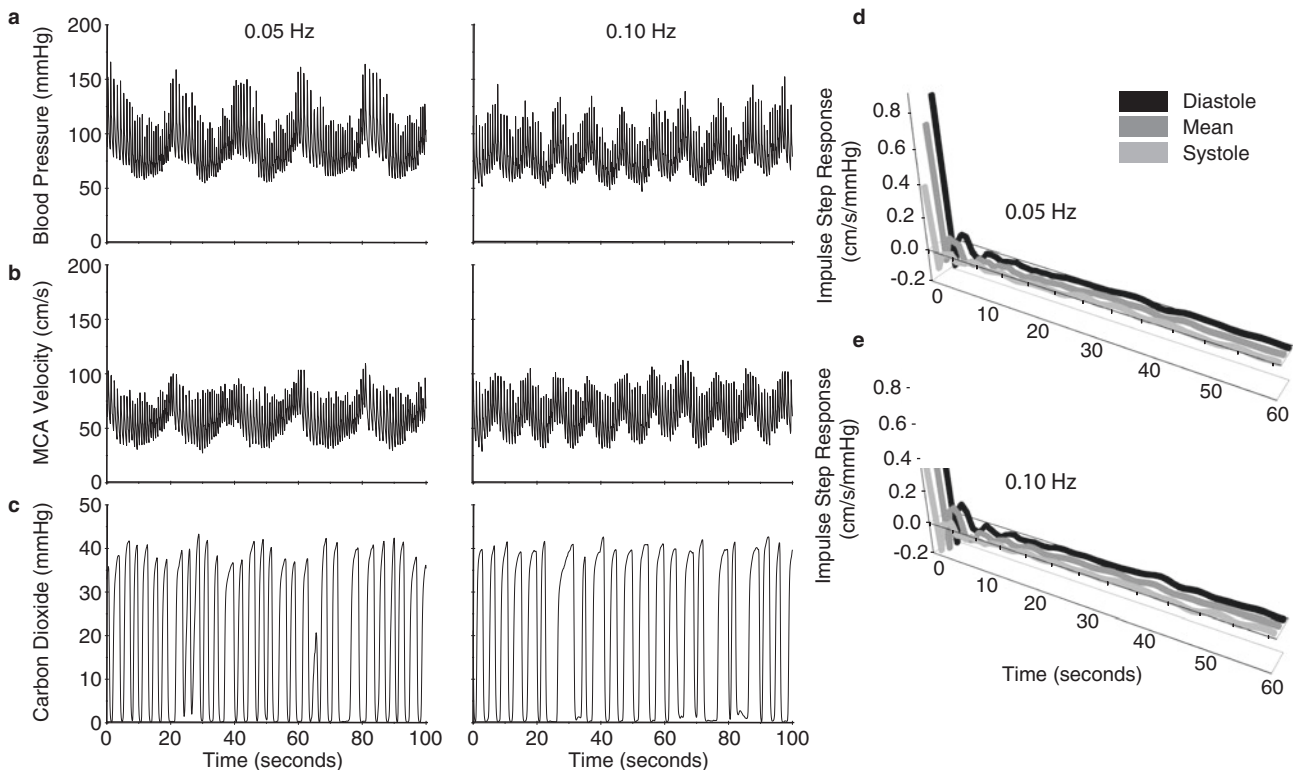 a
0.05 Hz
0.10 Hz
Blood Pressure (mmHg)
200
150
100
50
0
b
MCA Velocity (cm/s)
200
150
100
50
0
c
Carbon Dioxide (mmHg)
50
40
30
20
10
0
0 20 40 60 80 100
Time (seconds)
0 20 40 60 80 100
Time (seconds)
d
Diastole
Mean
Systole
Impulse Step Response
(cm/s/mmHg)
0.8
0.6
0.4
0.2
0.0
-0.2
0.05 Hz
0 10 20 30 40 50 60
e
Impulse Step Response
(cm/s/mmHg)
0.8 -
0.6 -
0.4
0.2
0.0
-0.2
0.10 Hz
0 10 20 30 40 50 60
Time (seconds)